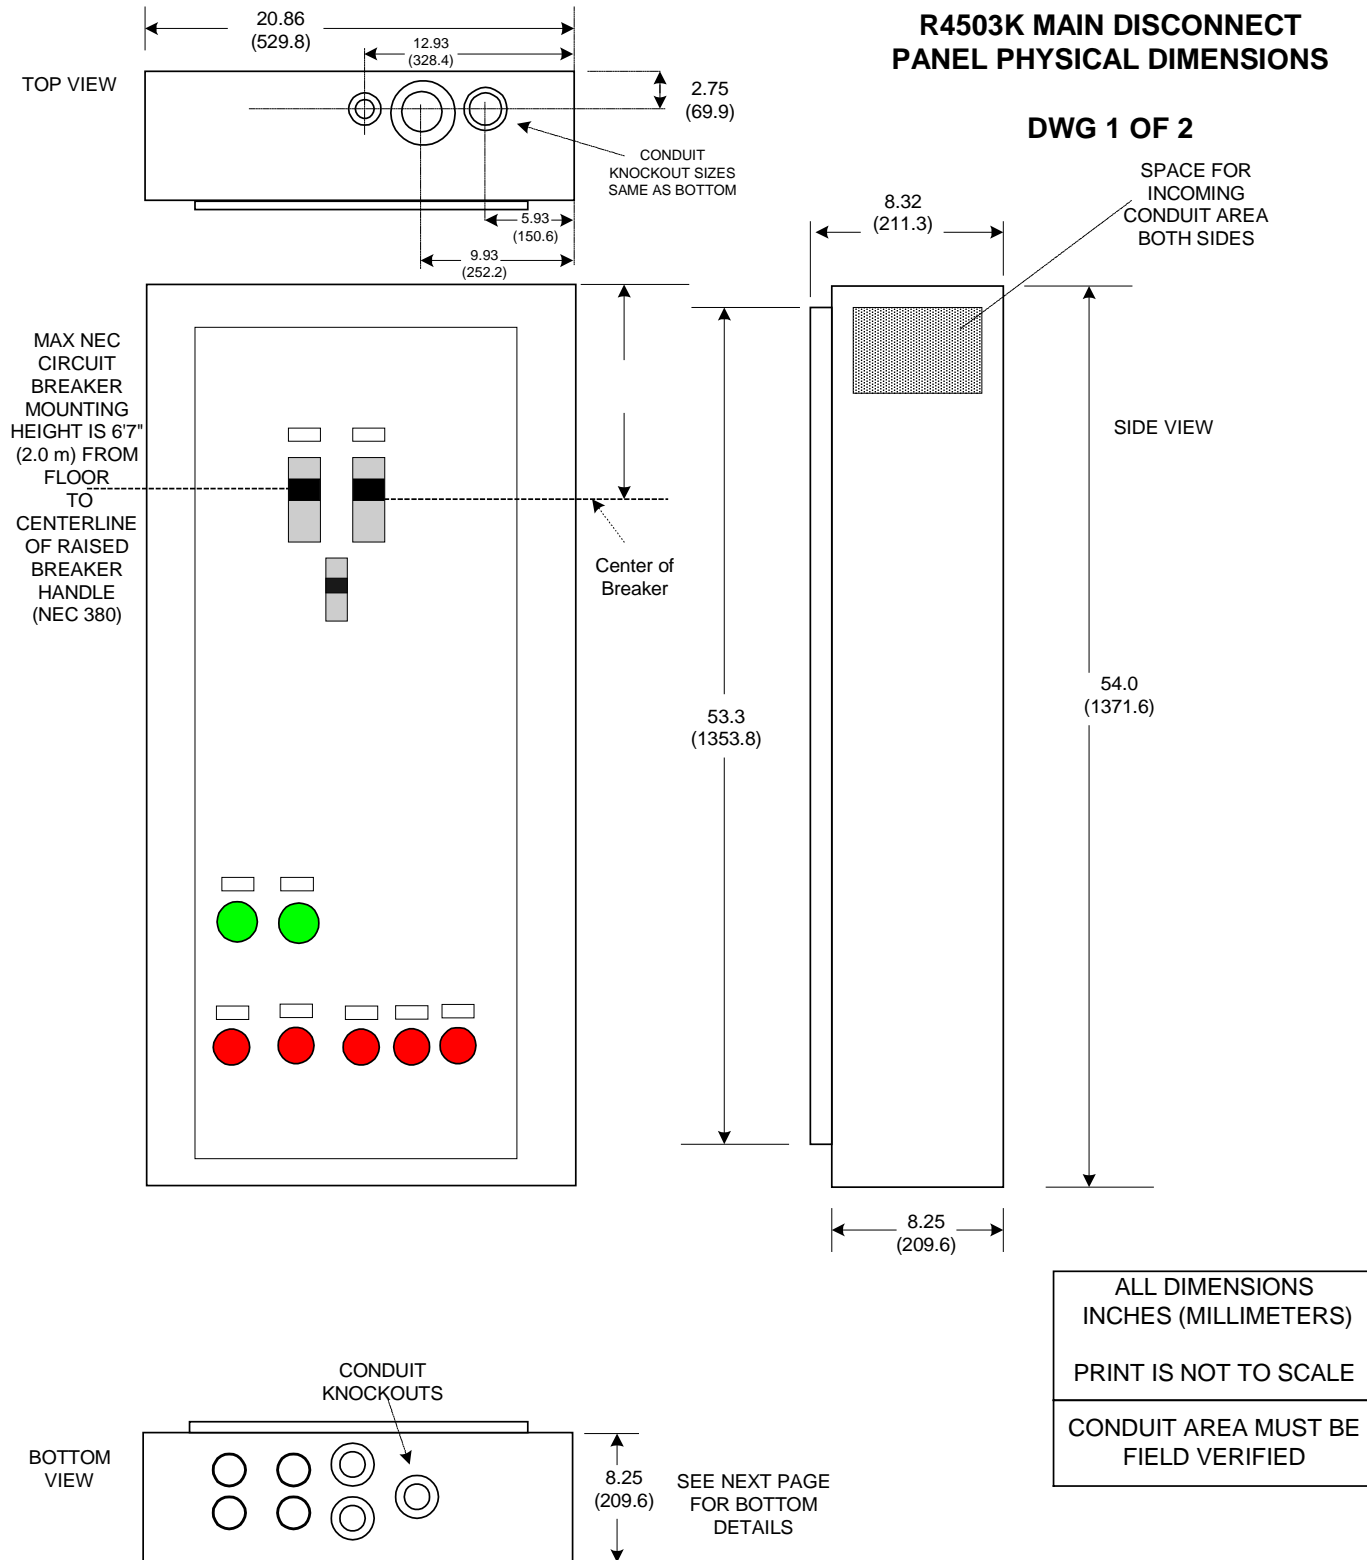 R4503K MAIN DISCONNECT
PANEL PHYSICAL DIMENSIONS
DWG 1 OF 2
20.86
(529.8)
12.93
(328.4)
TOP VIEW
2.75
(69.9)
CONDUIT
KNOCKOUT SIZES
SAME AS BOTTOM
5.93
(150.6)
9.93
(252.2)
SPACE FOR
INCOMING
CONDUIT AREA
BOTH SIDES
8.32
(211.3)
MAX NEC
CIRCUIT
BREAKER
MOUNTING
HEIGHT IS 6'7"
(2.0 m) FROM
FLOOR
TO
CENTERLINE
OF RAISED
BREAKER
HANDLE
(NEC 380)
Center of
Breaker
SIDE VIEW
53.3
(1353.8)
54.0
(1371.6)
8.25
(209.6)
ALL DIMENSIONS
INCHES (MILLIMETERS)
PRINT IS NOT TO SCALE
CONDUIT AREA MUST BE
FIELD VERIFIED
CONDUIT
KNOCKOUTS
BOTTOM
VIEW
8.25
(209.6)
SEE NEXT PAGE
FOR BOTTOM
DETAILS